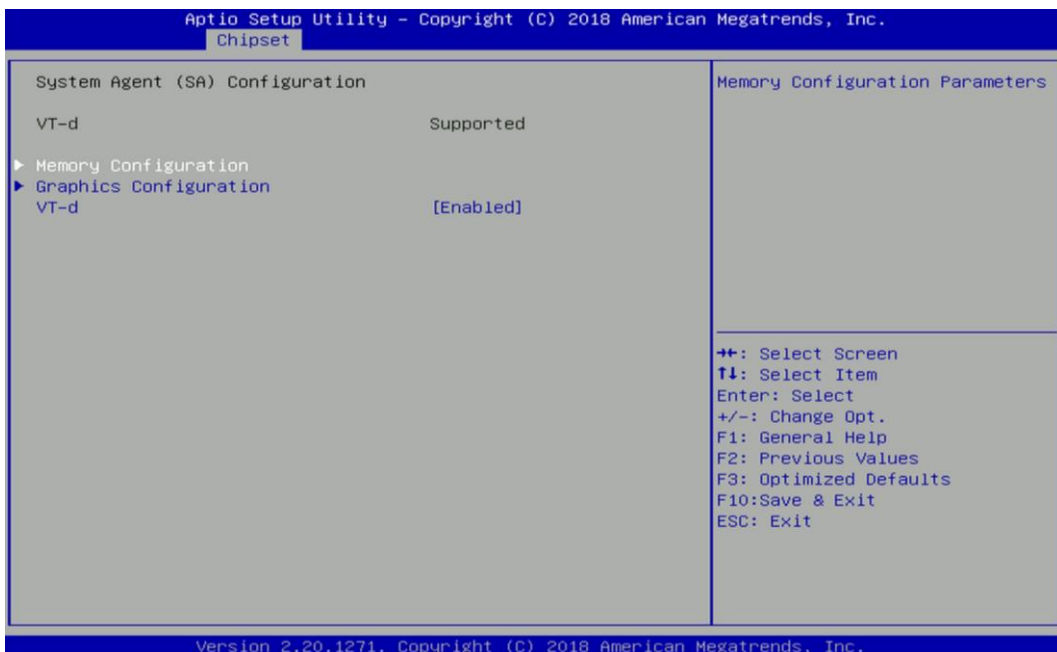 Aptio Setup Utility – Copyright (C) 2018 American Megatrends, Inc.
Chipset
System Agent (SA) Configuration
VT-d Supported
► Memory Configuration
► Graphics Configuration
VT-d [Enabled]
Memory Configuration Parameters
→←: Select Screen
↑↓: Select Item
Enter: Select
+/-: Change Opt.
F1: General Help
F2: Previous Values
F3: Optimized Defaults
F10:Save & Exit
ESC: Exit
Version 2.20.1271. Copyright (C) 2018 American Megatrends, Inc.